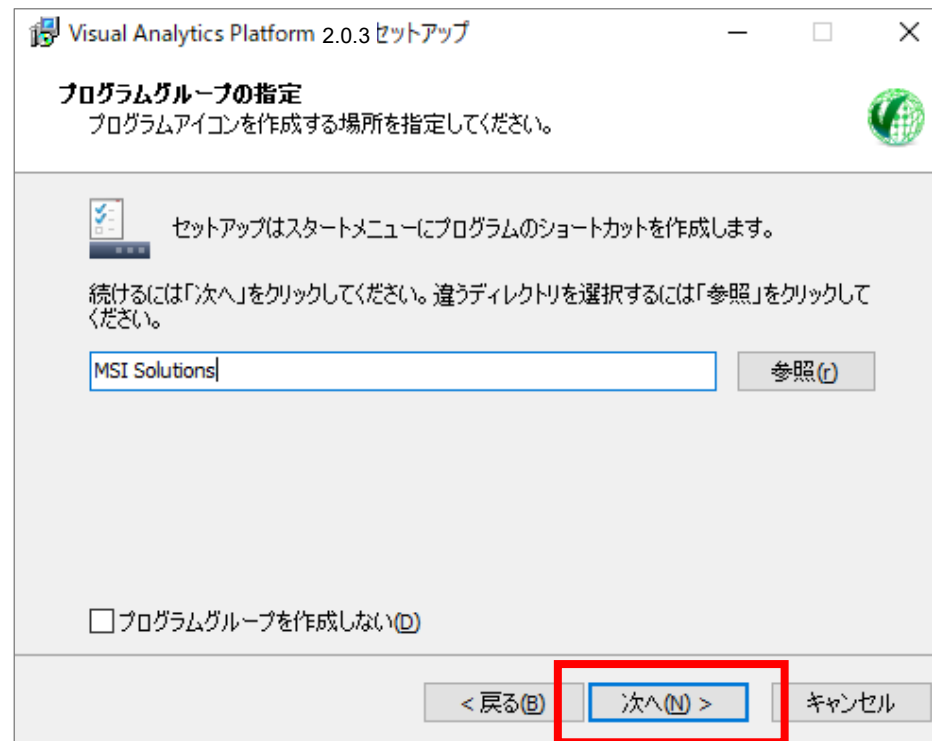 Visual Analytics Platform 2.0.3 セットアップ
プログラムグループの指定
プログラムアイコンを作成する場所を指定してください。
セットアップはスタートメニューにプログラムのショートカットを作成します。
続けるには「次へ」をクリックしてください。違うディレクトリを選択するには「参照」をクリックして
ください。
MSI Solutions
参照(r)
プログラムグループを作成しない(D)
< 戻る(B)
次へ(N) >
キャンセル